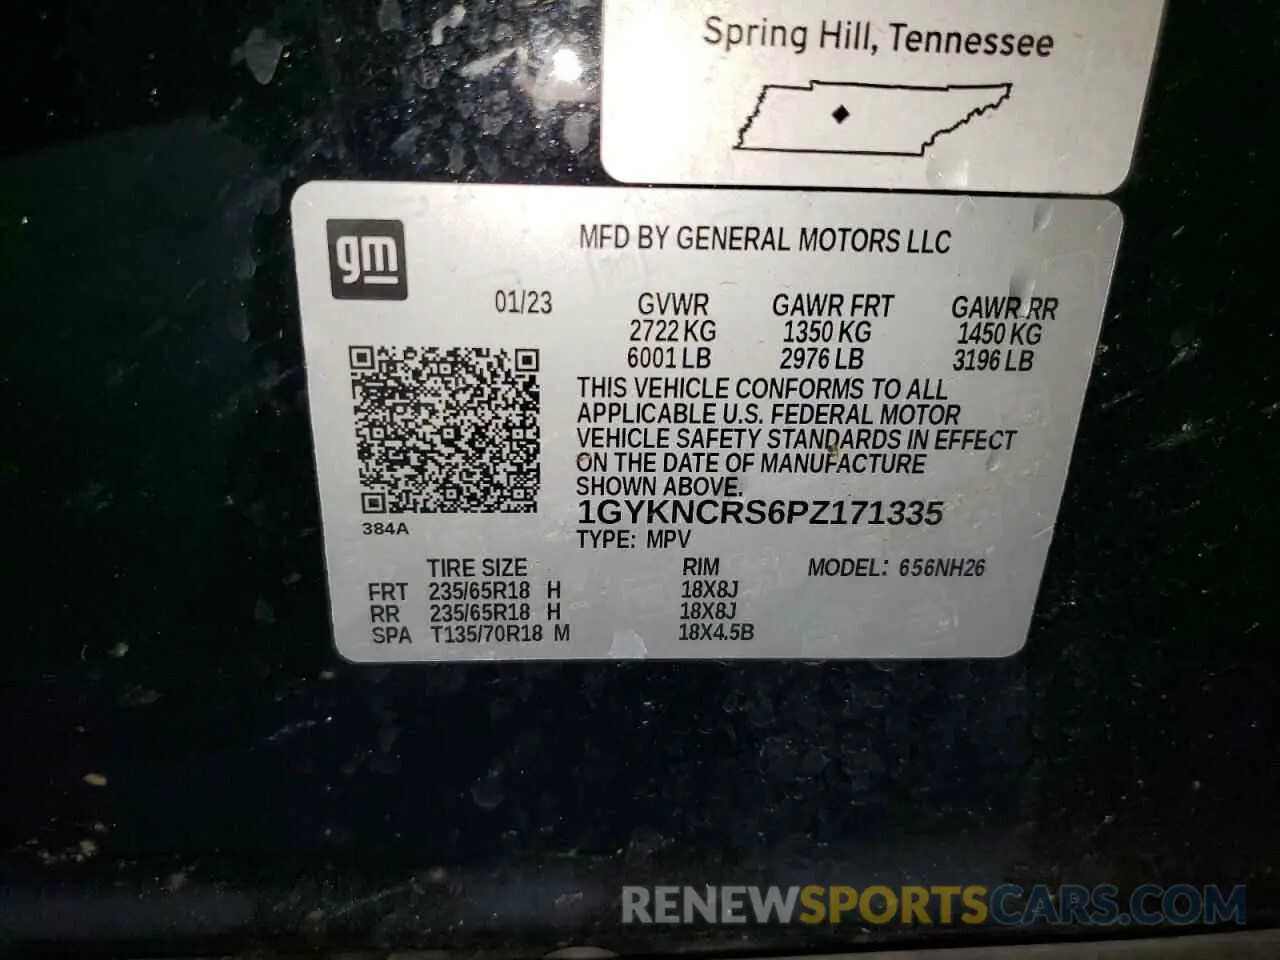 Spring Hill, Tennessee
gm
MFD BY GENERAL MOTORS LLC
01/23 GVWR GAWR FRT GAWR RR
2722 KG 1350 KG 1450 KG
6001 LB 2976 LB 3196 LB
THIS VEHICLE CONFORMS TO ALL
APPLICABLE U.S. FEDERAL MOTOR
VEHICLE SAFETY STANDARDS IN EFFECT
ON THE DATE OF MANUFACTURE
SHOWN ABOVE.
1GYKNCRS6PZ171335
384A
TYPE: MPV
TIRE SIZE RIM MODEL: 656NH26
FRT 235/65R18 H 18X8J
RR 235/65R18 H 18X8J
SPA T135/70R18 M 18X4.5B
RENEWSPORTSCARS.COM